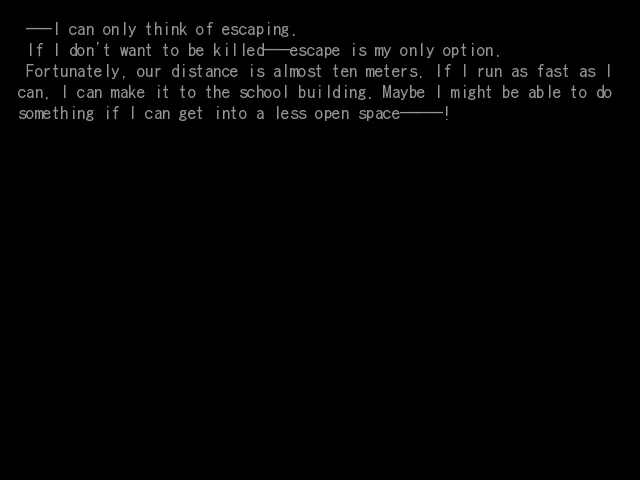 ——I can only think of escaping.
If I don't want to be killed——escape is my only option.
Fortunately, our distance is almost ten meters. If I run as fast as I
can, I can make it to the school building. Maybe I might be able to do
something if I can get into a less open space———!